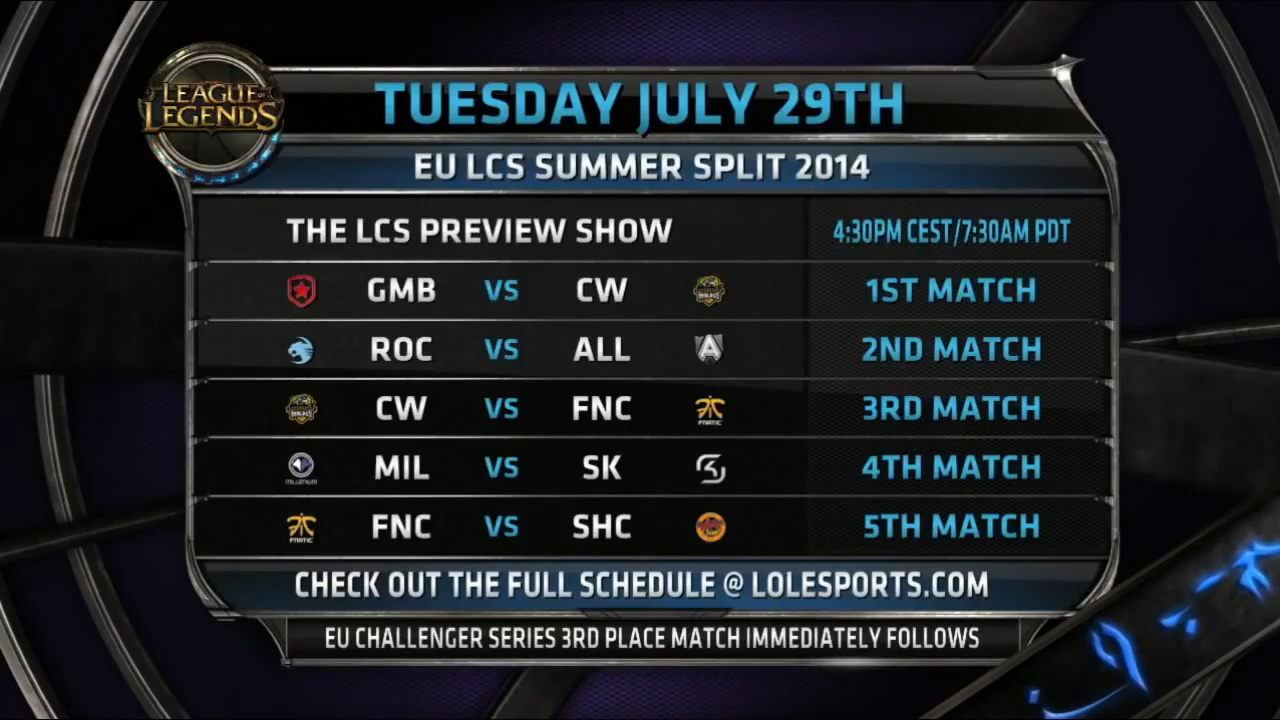 LEAGUE OF LEGENDS
TUESDAY JULY 29TH
EU LCS SUMMER SPLIT 2014
THE LCS PREVIEW SHOW 4:30PM CEST/7:30AM PDT
GMB VS CW 1ST MATCH
ROC VS ALL 2ND MATCH
CW VS FNC FNATIC 3RD MATCH
MILLENIUM MIL VS SK 4TH MATCH
FNATIC FNC VS SHC 5TH MATCH
CHECK OUT THE FULL SCHEDULE @ LOLESPORTS.COM
EU CHALLENGER SERIES 3RD PLACE MATCH IMMEDIATELY FOLLOWS